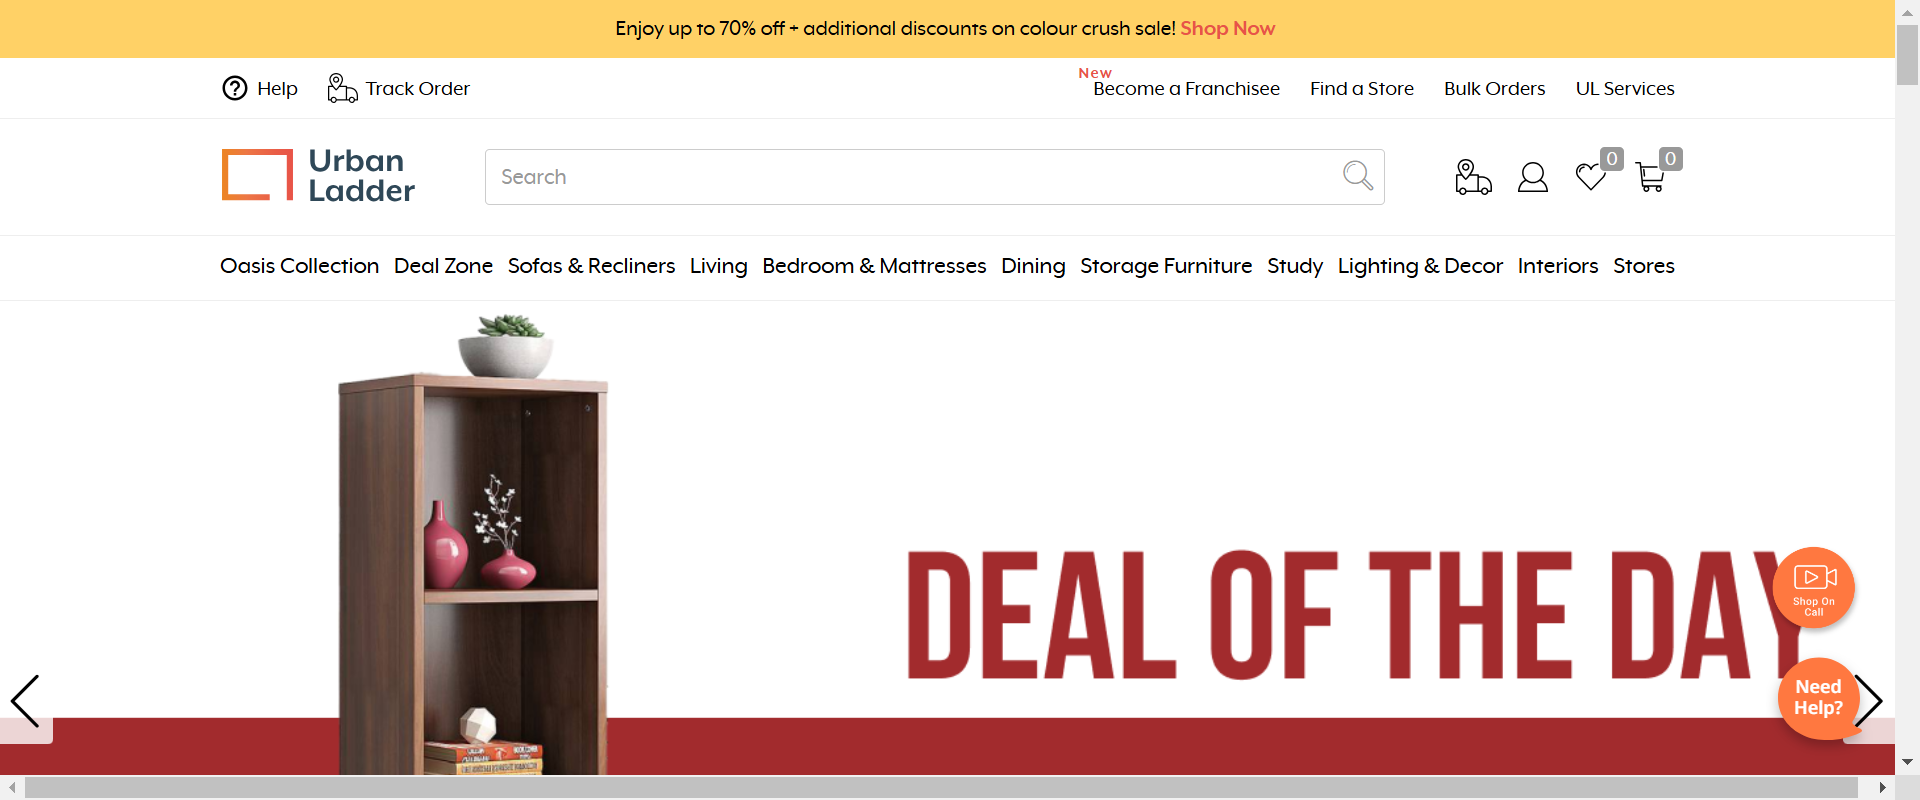 Enjoy up to 70% off + additional discounts on colour crush sale! Shop Now
Help
Track Order
New
Become a Franchisee
Find a Store
Bulk Orders
UL Services
Urban
Ladder
Search
0
0
Oasis Collection
Deal Zone
Sofas & Recliners
Living
Bedroom & Mattresses
Dining
Storage Furniture
Study
Lighting & Decor
Interiors
Stores
DEAL OF THE DAY
Shop On
Call
Need
Help?